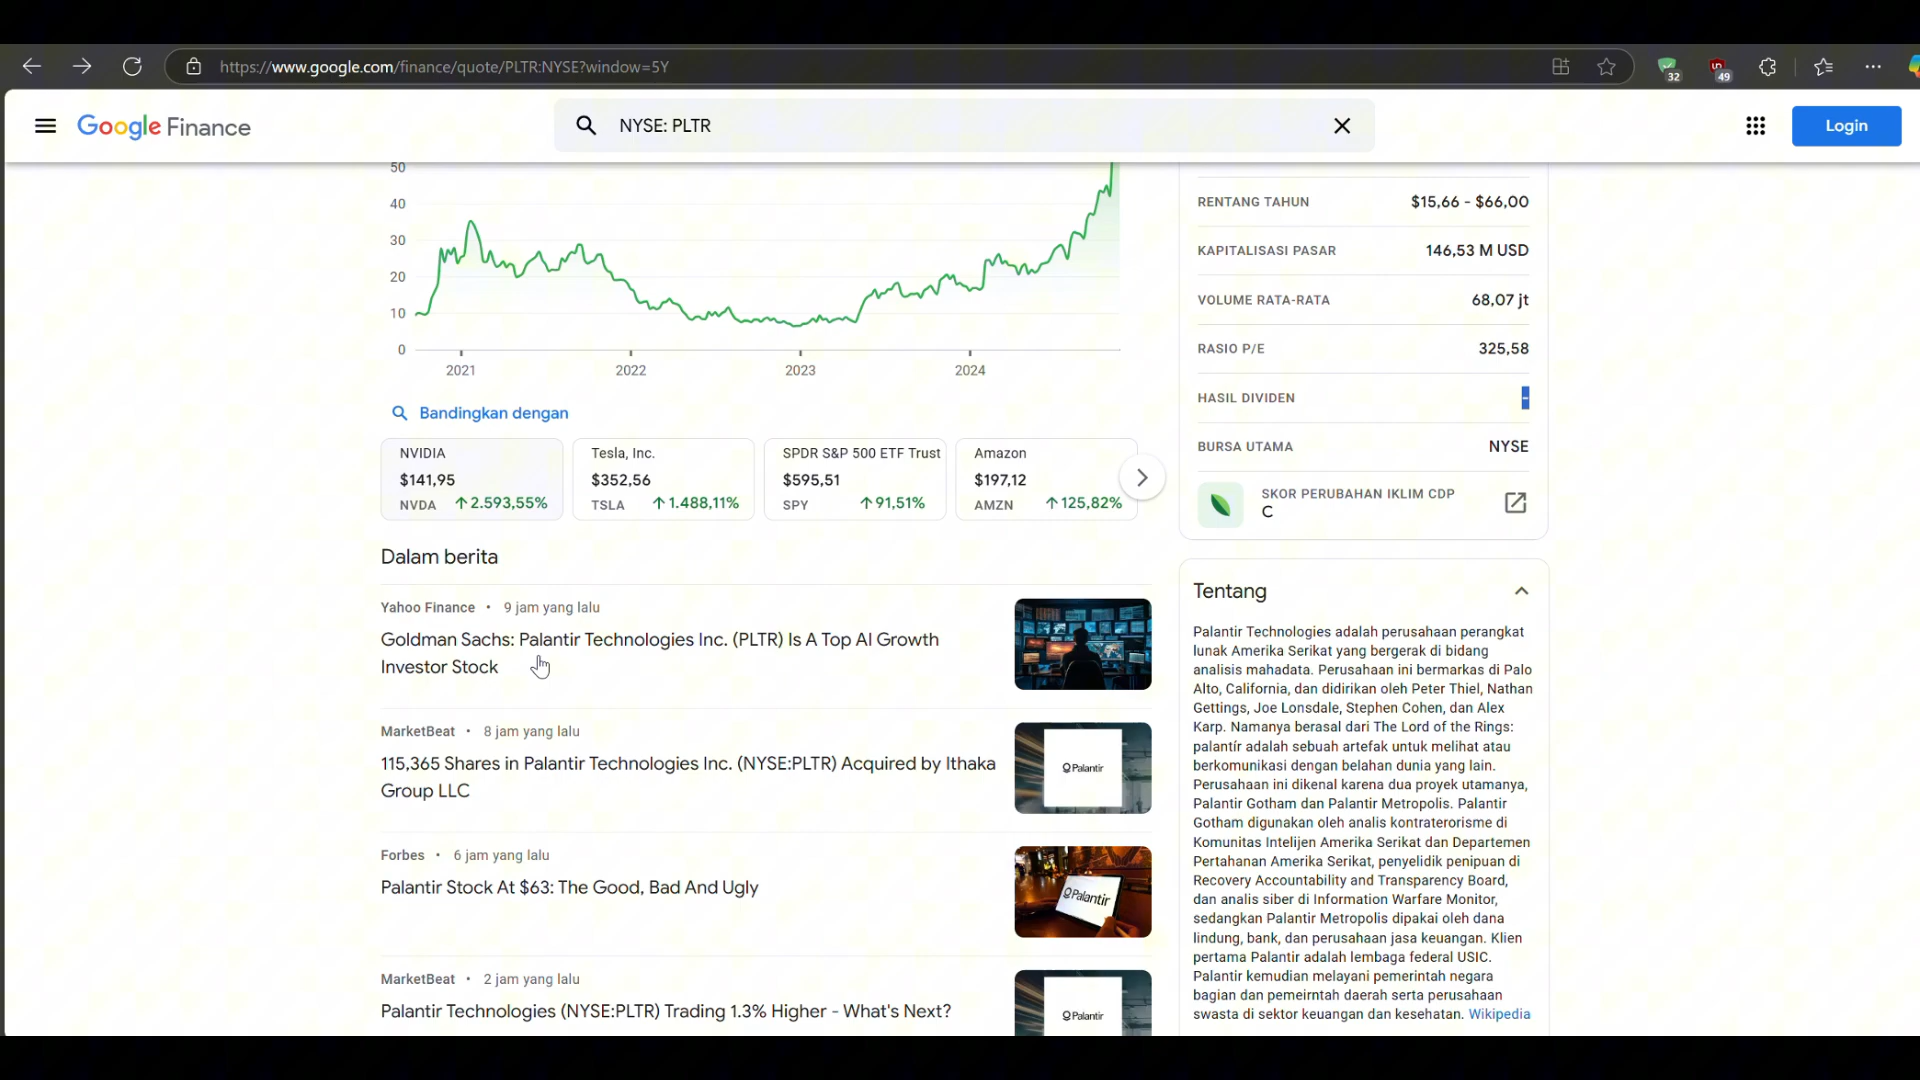 https://www.google.com/finance/quote/PLTR:NYSE?window=5Y
32
49
Google Finance
NYSE: PLTR
Login
50
40
30
20
10
0
2021
2022
2023
2024
Bandingkan dengan
NVIDIA
$141,95
NVDA
2.593,55%
Tesla, Inc.
$352,56
TSLA
1.488,11%
SPDR S&P 500 ETF Trust
$595,51
SPY
91,51%
Amazon
$197,12
AMZN
125,82%
Dalam berita
Yahoo Finance • 9 jam yang lalu
Goldman Sachs: Palantir Technologies Inc. (PLTR) Is A Top AI Growth
Investor Stock
MarketBeat • 8 jam yang lalu
115,365 Shares in Palantir Technologies Inc. (NYSE:PLTR) Acquired by Ithaka
Group LLC
Palantir
Forbes • 6 jam yang lalu
Palantir Stock At $63: The Good, Bad And Ugly
Palantir
MarketBeat • 2 jam yang lalu
Palantir Technologies (NYSE:PLTR) Trading 1.3% Higher - What's Next?
Palantir
RENTANG TAHUN
$15,66 - $66,00
KAPITALISASI PASAR
146,53 M USD
VOLUME RATA-RATA
68,07 jt
RASIO P/E
325,58
HASIL DIVIDEN
-
BURSA UTAMA
NYSE
SKOR PERUBAHAN IKLIM CDP
C
Tentang
Palantir Technologies adalah perusahaan perangkat
lunak Amerika Serikat yang bergerak di bidang
analisis mahadata. Perusahaan ini bermarkas di Palo
Alto, California, dan didirikan oleh Peter Thiel, Nathan
Gettings, Joe Lonsdale, Stephen Cohen, dan Alex
Karp. Namanya berasal dari The Lord of the Rings:
palantír adalah sebuah artefak untuk melihat atau
berkomunikasi dengan belahan dunia yang lain.
Perusahaan ini dikenal karena dua proyek utamanya,
Palantir Gotham dan Palantir Metropolis. Palantir
Gotham digunakan oleh analis kontraterorisme di
Komunitas Intelijen Amerika Serikat dan Departemen
Pertahanan Amerika Serikat, penyelidik penipuan di
Recovery Accountability and Transparency Board,
dan analis siber di Information Warfare Monitor,
sedangkan Palantir Metropolis dipakai oleh dana
lindung, bank, dan perusahaan jasa keuangan. Klien
pertama Palantir adalah lembaga federal USIC.
Palantir kemudian melayani pemerintah negara
bagian dan pemeirntah daerah serta perusahaan
swasta di sektor keuangan dan kesehatan. Wikipedia